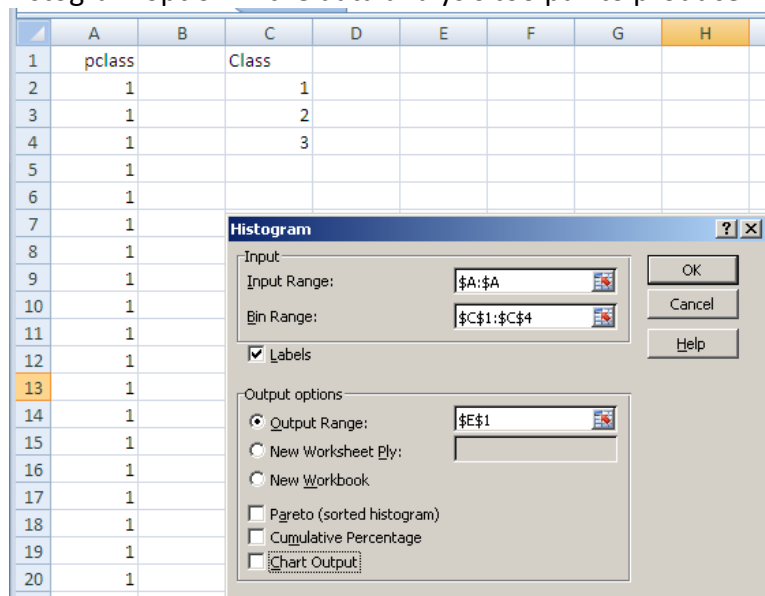 A B C D E F G H
1 pclass Class
2 1 1
3 1 2
4 1 3
5 1
6 1
7 1
8 1
9 1
10 1
11 1
12 1
13 1
14 1
15 1
16 1
17 1
18 1
19 1
20 1
Histogram
Input
Input Range: $A:$A
Bin Range: $C$1:$C$4
Labels
OK
Cancel
Help
Output options
Output Range: $E$1
New Worksheet Ply:
New Workbook
Pareto (sorted histogram)
Cumulative Percentage
Chart Output